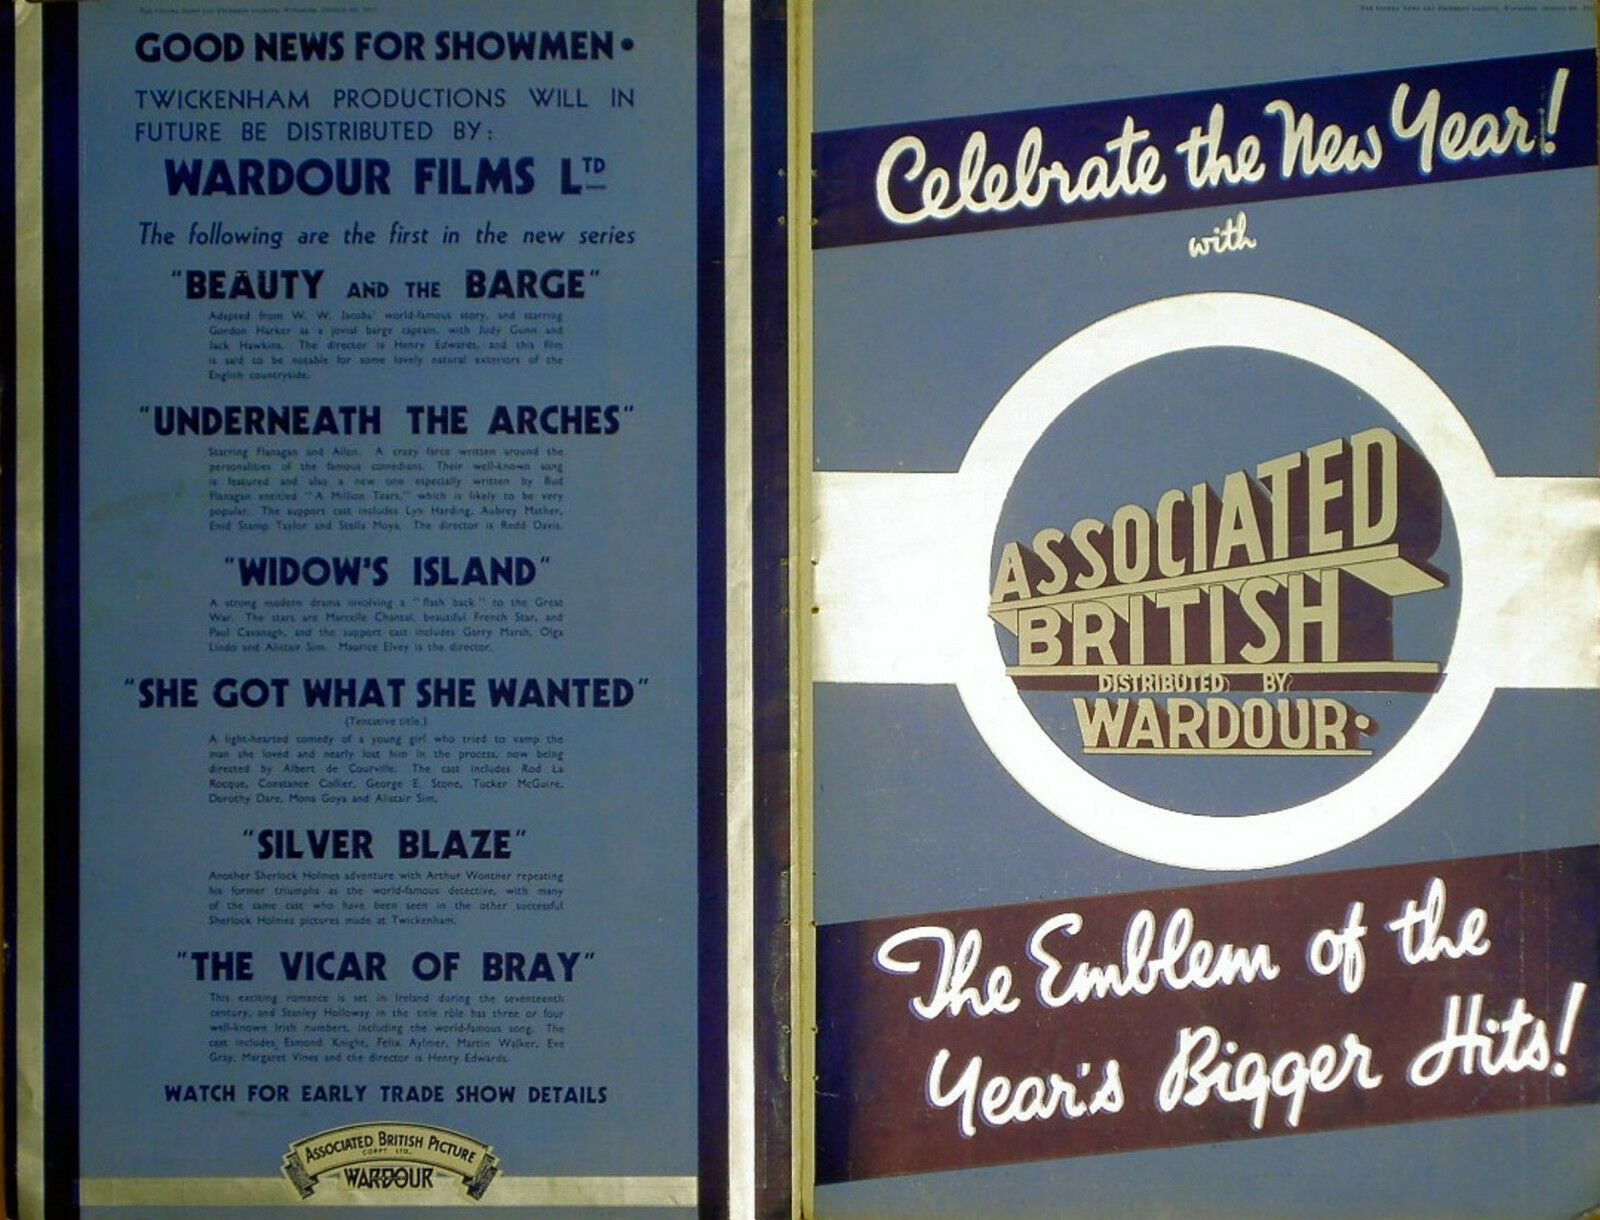 GOOD NEWS FOR SHOWMEN •
TWICKENHAM PRODUCTIONS WILL IN
FUTURE BE DISTRIBUTED BY:
WARDOUR FILMS LTD
The following are the first in the new series
"BEAUTY AND THE BARGE"
Adapted from W. W. Jacobs' world-famous story, and starring
Gordon Harker as a jovial barge captain, with Judy Gunn and
Jack Hawkins. The director is Henry Edwards, and this film
is said to be notable for some lovely natural exteriors of the
English countryside.
"UNDERNEATH THE ARCHES"
Starring Flanagan and Allen. A crazy farce written around the
personalities of the famous comedians. Their well-known song
is featured and also a new one especially written by Bud
Flanagan entitled "A Million Tears," which is likely to be very
popular. The support cast includes Lyn Harding, Aubrey Mather,
Enid Stamp Taylor and Stella Moya. The director is Redd Davis.
"WIDOW'S ISLAND"
A strong modern drama involving a "flash back" to the Great
War. The stars are Marcelle Chantal, beautiful French Star, and
Paul Cavanagh, and the support cast includes Garry Marsh, Olga
Lindo and Alistair Sim. Maurice Elvey is the director.
"SHE GOT WHAT SHE WANTED"
(Tentative title.)
A light-hearted comedy of a young girl who tried to vamp the
man she loved and nearly lost him in the process, now being
directed by Albert de Courville. The cast includes Rod La
Rocque, Constance Collier, George E. Stone, Tucker McGuire,
Dorothy Dare, Mona Goya and Alistair Sim.
"SILVER BLAZE"
Another Sherlock Holmes adventure with Arthur Wontner repeating
his former triumphs as the world-famous detective, with many
of the same cast who have been seen in the other successful
Sherlock Holmes pictures made at Twickenham.
"THE VICAR OF BRAY"
This exciting romance is set in Ireland during the seventeenth
century, and Stanley Holloway in the title rôle has three or four
well-known Irish numbers, including the world-famous song. The
cast includes Esmond Knight, Felix Aylmer, Martin Walker, Eve
Gray, Margaret Vines and the director is Henry Edwards.
WATCH FOR EARLY TRADE SHOW DETAILS
ASSOCIATED BRITISH PICTURE
CORPN LTD.
WARDOUR
Celebrate the New Year!
with
ASSOCIATED
BRITISH
DISTRIBUTED BY
WARDOUR •
The Emblem of the
Year's Bigger Hits!